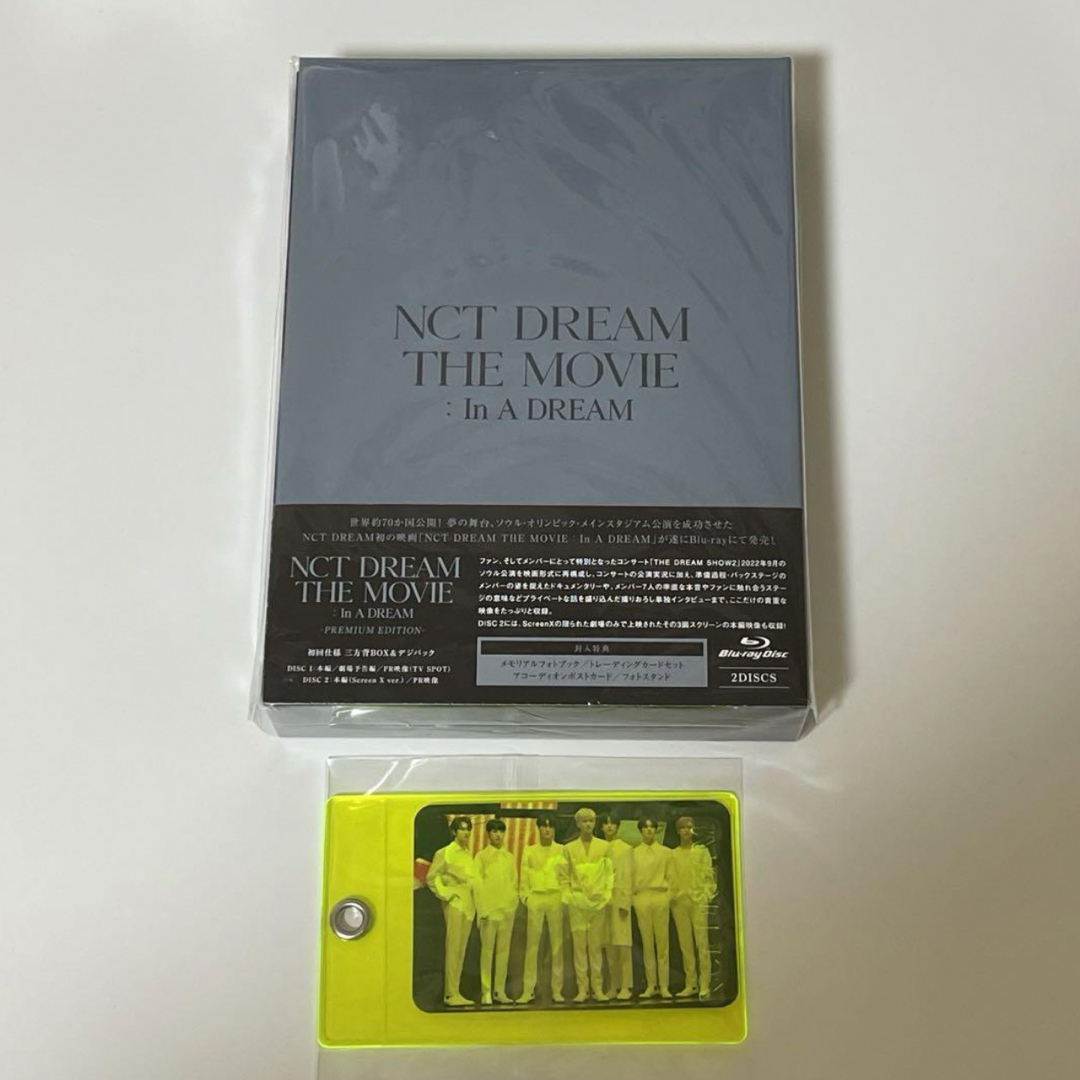 NCT DREAM
THE MOVIE
: In A DREAM
世界約70か国公開! 夢の舞台、ソウル・オリンピック・メインスタジアム公演を成功させた
NCT DREAM初の映画「NCT DREAM THE MOVIE : In A DREAM」が遂にBlu-rayにて発売!
NCT DREAM
THE MOVIE
: In A DREAM
-PREMIUM EDITION-
初回仕様 三方背BOX&デジパック
DISC 1:本編/劇場予告編/PR映像(TV SPOT)
DISC 2:本編(Screen X ver.)/PR映像
ファン、そしてメンバーにとって特別となったコンサート「THE DREAM SHOW2」2022年9月の
ソウル公演を映画形式に再構成し、コンサートの公演実況に加え、準備過程・バックステージの
メンバーの姿を捉えたドキュメンタリーや、メンバー7人の率直な本音やファンに触れ合うステー
ジの意味などプライベートな話を盛り込んだ撮りおろし単独インタビューまで、ここだけの貴重な
映像をたっぷりと収録。
DISC 2には、ScreenXの限られた劇場のみで上映されたその3面スクリーンの本編映像も収録!
封入特典
メモリアルフォトブック/トレーディングカードセット
アコーディオンポストカード/フォトスタンド
Blu-ray Disc
2DISCS